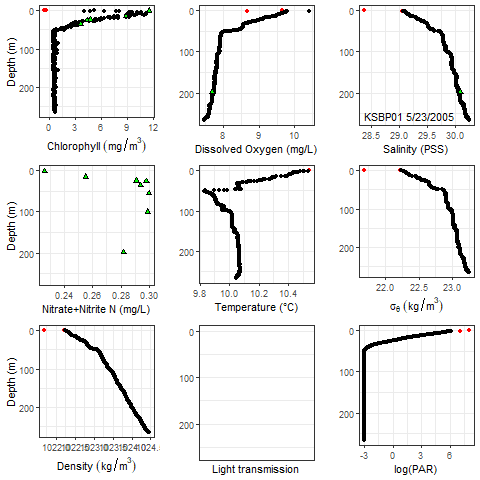 Depth (m)
0
100
200
0 3 6 9 12
Chlorophyll (mg/m³)
0
100
200
8 9 10
Dissolved Oxygen (mg/L)
0
100
200
KSBP01 5/23/2005
28.5 29.0 29.5 30.0
Salinity (PSS)
Depth (m)
0
100
200
0.24 0.26 0.28 0.30
Nitrate+Nitrite N (mg/L)
0
100
200
9.8 10.0 10.2 10.4
Temperature (°C)
0
100
200
22.0 22.5 23.0
σθ (kg/m³)
Depth (m)
0
100
200
Density (kg/m³)
0
100
200
Light transmission
0
100
200
-3 0 3 6
log(PAR)